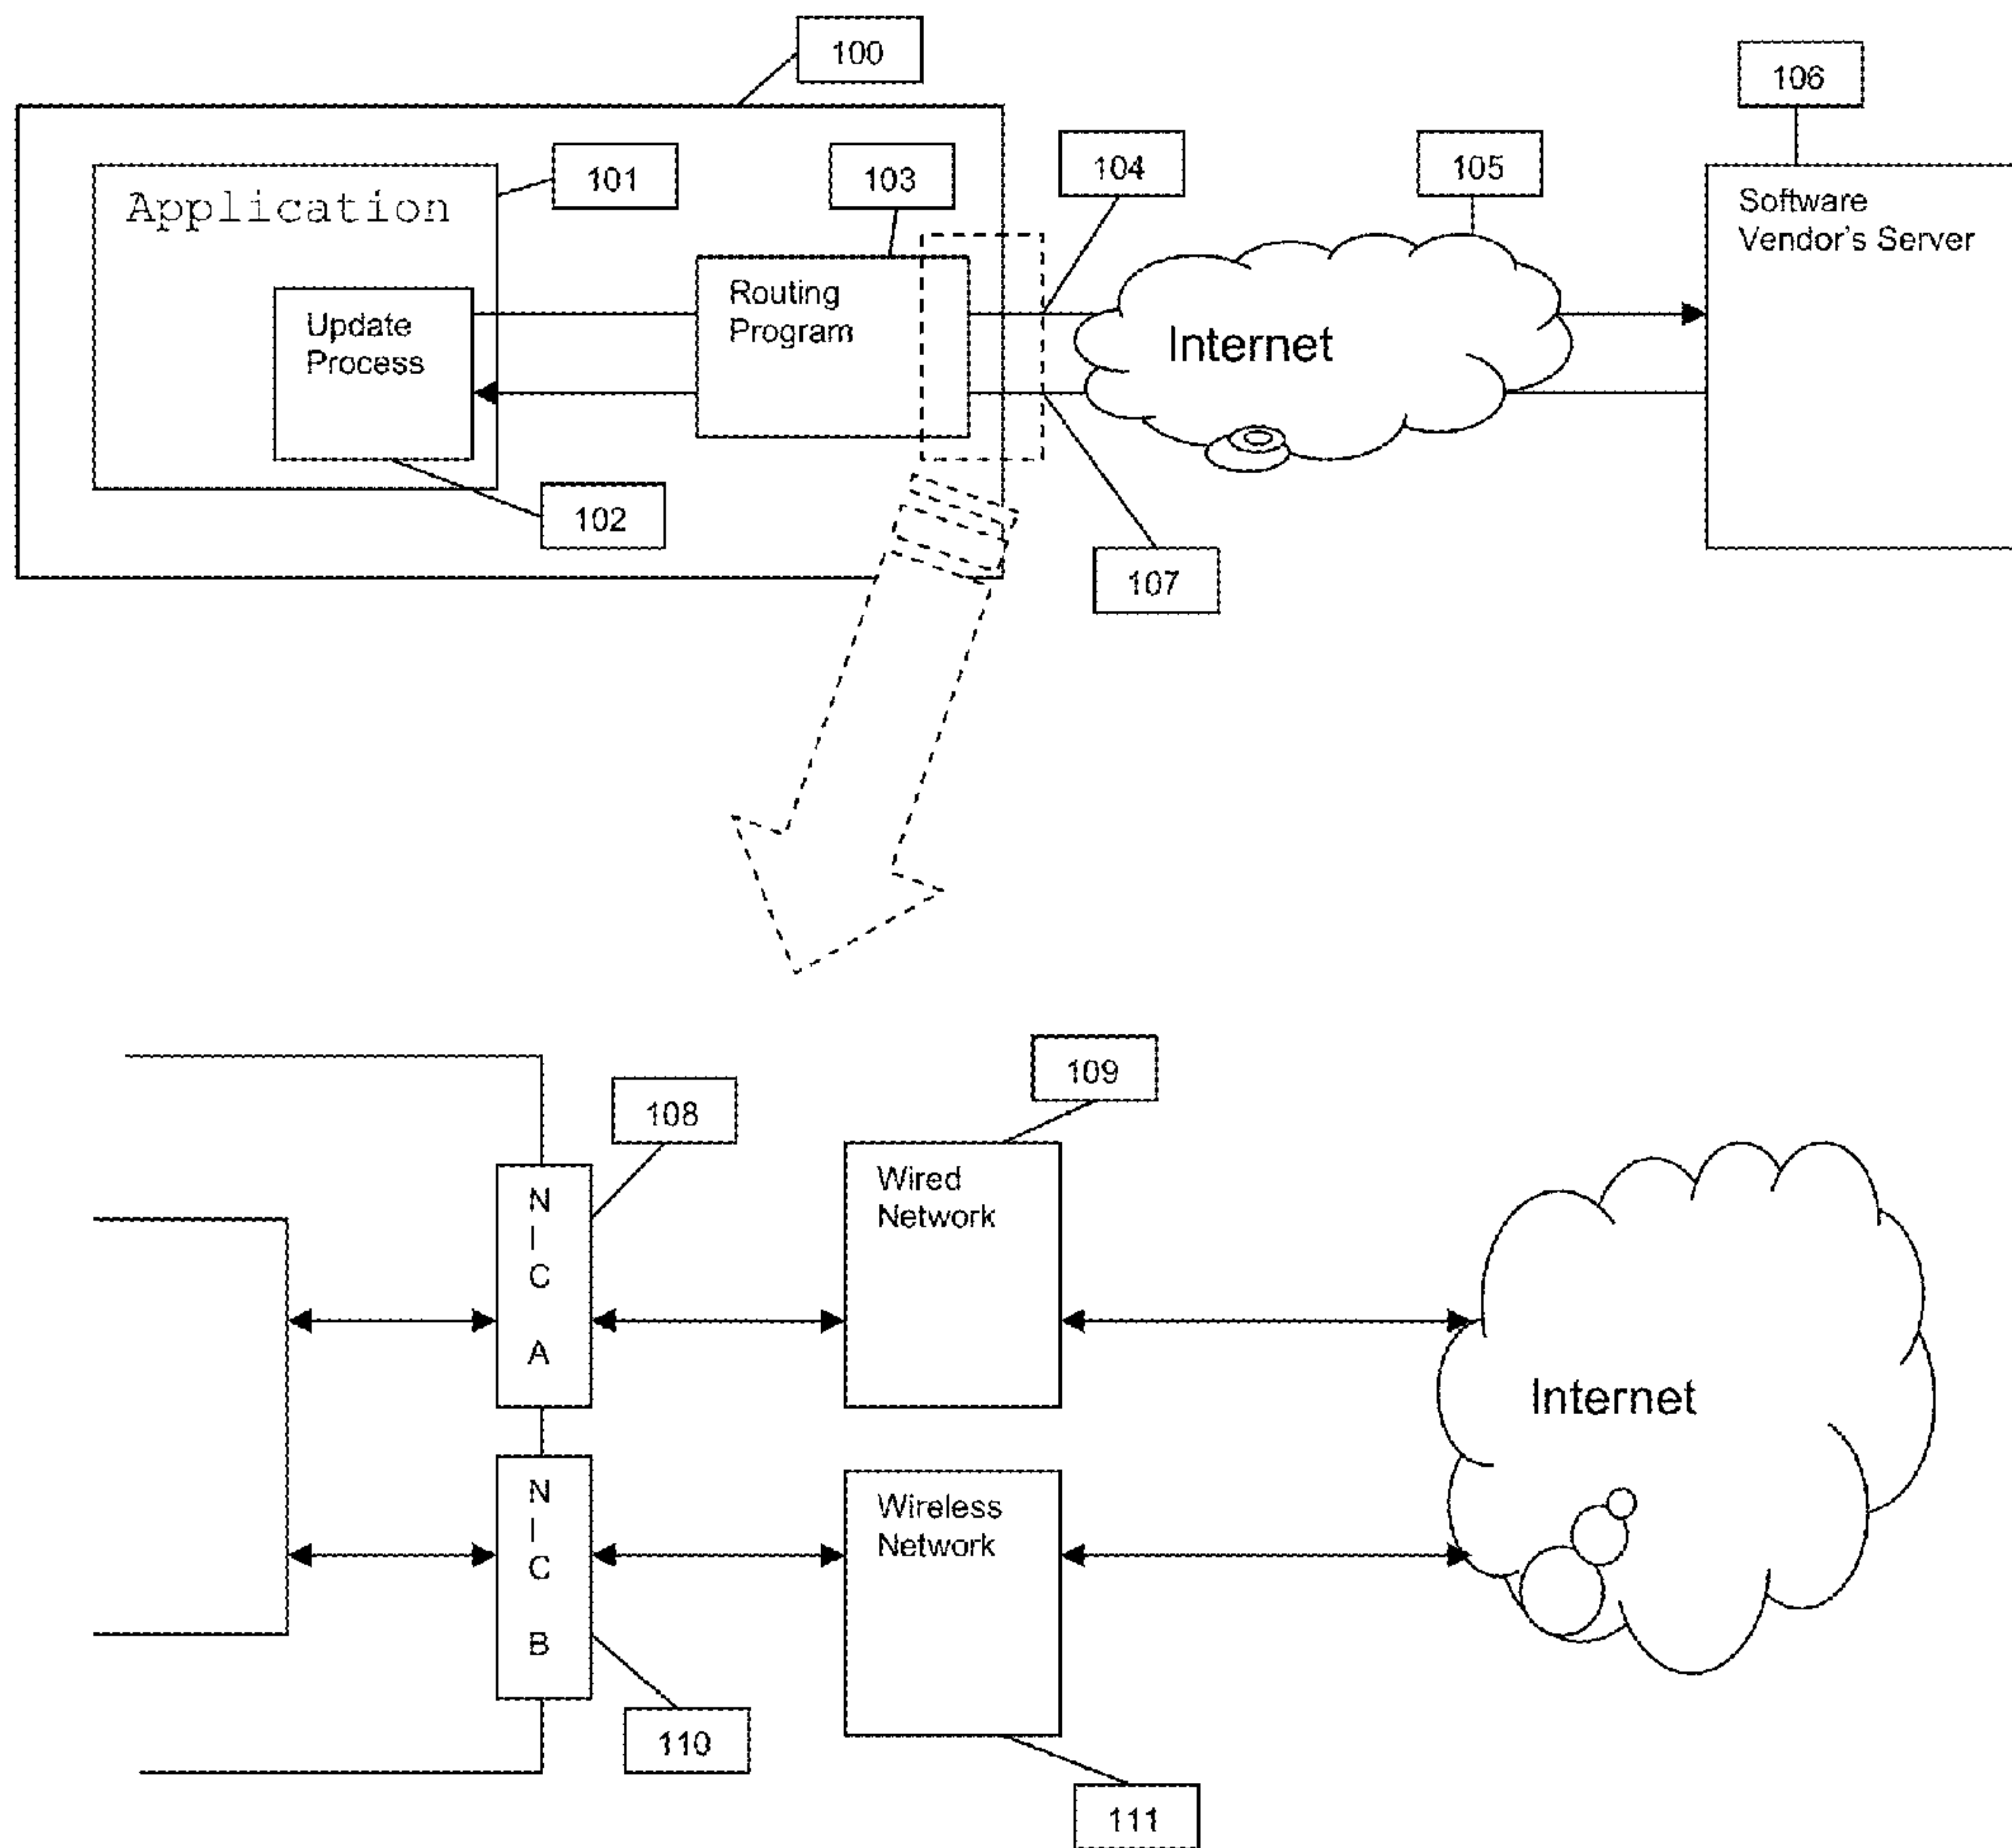 100
106
101
103
104
105
Application
Software
Vendor's Server
Routing
Program
Update
Process
Internet
102
107
109
108
Wired
Network
N
I
C
A
Internet
Wireless
Network
N
I
C
B
110
111